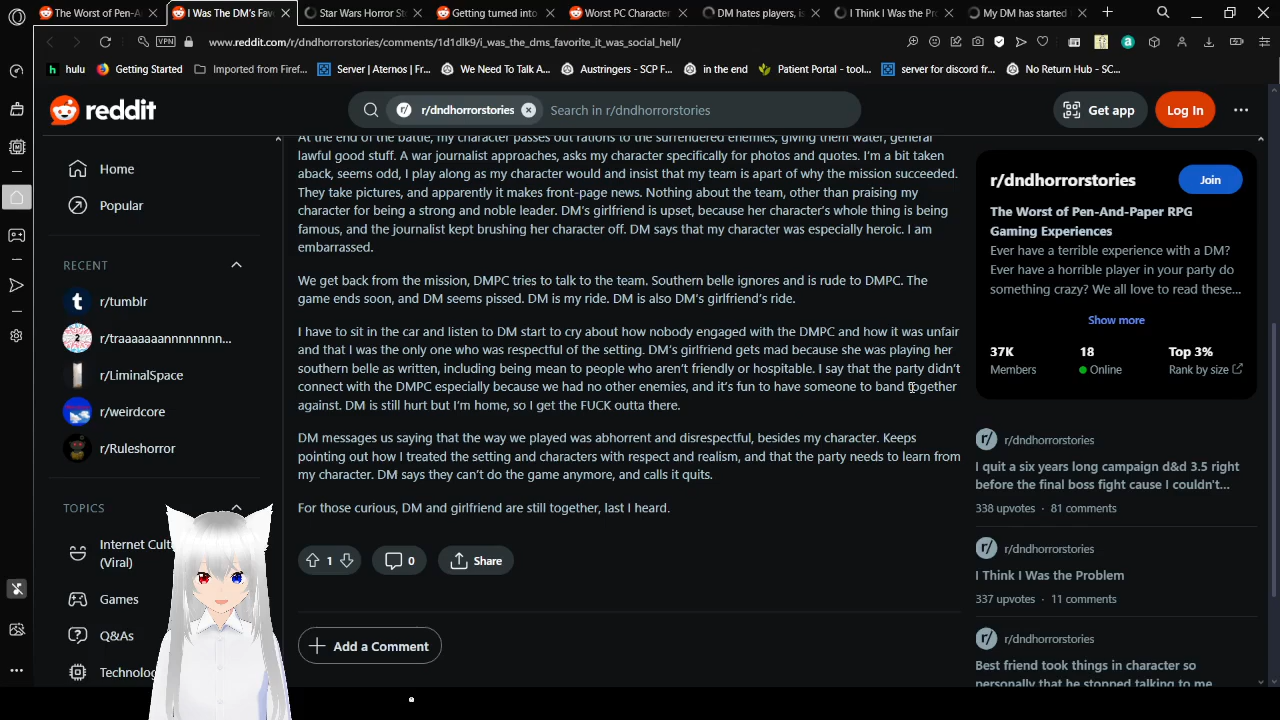 The Worst of Pen-A
I Was The DM's Fav
Star Wars Horror St
Getting turned into
Worst PC Character
DM hates players, is
I Think I Was the Pro
My DM has started
VPN
www.reddit.com/r/dndhorrorstories/comments/1d1dlk9/i_was_the_dms_favorite_it_was_social_hell/
hulu
Getting Started
Imported from Firef...
Server | Aternos | Fr...
We Need To Talk A...
Austringers - SCP F...
in the end
Patient Portal - tool...
server for discord fr...
No Return Hub - SC...
reddit
r/dndhorrorstories
Search in r/dndhorrorstories
Get app
Log In
Home
Popular
RECENT
r/tumblr
r/traaaaaaannnnnnnn...
r/LiminalSpace
r/weirdcore
r/Ruleshorror
TOPICS
Internet Cult
(Viral)
Games
Q&As
Technolog
At the end of the battle, my character passes out rations to the surrendered enemies, giving them water, general
lawful good stuff. A war journalist approaches, asks my character specifically for photos and quotes. I'm a bit taken
aback, seems odd, I play along as my character would and insist that my team is apart of why the mission succeeded.
They take pictures, and apparently it makes front-page news. Nothing about the team, other than praising my
character for being a strong and noble leader. DM's girlfriend is upset, because her character's whole thing is being
famous, and the journalist kept brushing her character off. DM says that my character was especially heroic. I am
embarrassed.
We get back from the mission, DMPC tries to talk to the team. Southern belle ignores and is rude to DMPC. The
game ends soon, and DM seems pissed. DM is my ride. DM is also DM's girlfriend's ride.
I have to sit in the car and listen to DM start to cry about how nobody engaged with the DMPC and how it was unfair
and that I was the only one who was respectful of the setting. DM's girlfriend gets mad because she was playing her
southern belle as written, including being mean to people who aren't friendly or hospitable. I say that the party didn't
connect with the DMPC especially because we had no other enemies, and it's fun to have someone to band together
against. DM is still hurt but I'm home, so I get the FUCK outta there.
DM messages us saying that the way we played was abhorrent and disrespectful, besides my character. Keeps
pointing out how I treated the setting and characters with respect and realism, and that the party needs to learn from
my character. DM says they can't do the game anymore, and calls it quits.
For those curious, DM and girlfriend are still together, last I heard.
1
0
Share
Add a Comment
r/dndhorrorstories
Join
The Worst of Pen-And-Paper RPG
Gaming Experiences
Ever have a terrible experience with a DM?
Ever have a horrible player in your party do
something crazy? We all love to read these...
Show more
37K
Members
18
Online
Top 3%
Rank by size
r/dndhorrorstories
I quit a six years long campaign d&d 3.5 right
before the final boss fight cause I couldn't...
338 upvotes · 81 comments
r/dndhorrorstories
I Think I Was the Problem
337 upvotes · 11 comments
r/dndhorrorstories
Best friend took things in character so
personally that he stopped talking to me